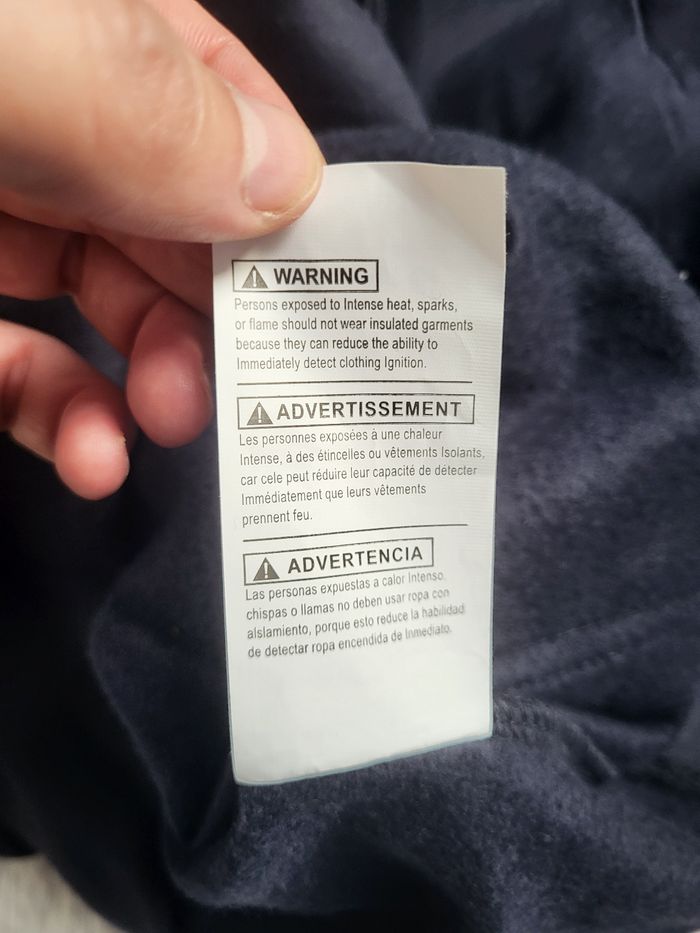 WARNING
Persons exposed to Intense heat, sparks,
or flame should not wear insulated garments
because they can reduce the ability to
Immediately detect clothing Ignition.
ADVERTISSEMENT
Les personnes exposées à une chaleur
Intense, à des étincelles ou vêtements Isolants,
car cele peut réduire leur capacité de détecter
Immédiatement que leurs vêtements
prennent feu.
ADVERTENCIA
Las personas expuestas a calor Intenso.
chispas o llamas no deben usar ropa con
aislamiento, porque esto reduce la habilidad
de detectar ropa encendida de Inmediato.